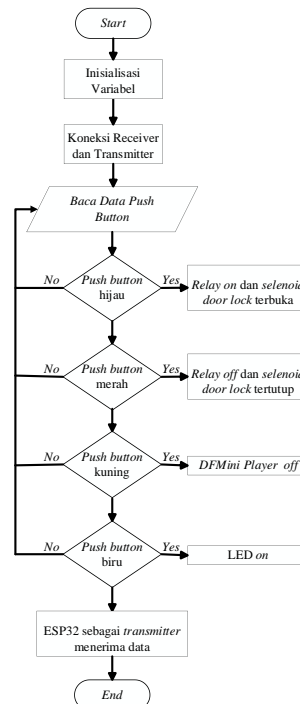 Start
Inisialisasi
Variabel
Koneksi Receiver
dan Transmitter
Baca Data Push
Button
No
Push button
hijau
Yes
Relay on dan selenoid
door lock terbuka
No
Push button
merah
Yes
Relay off dan selenoid
door lock tertutup
No
Push button
kuning
Yes
DFMini Player off
No
Push button
biru
Yes
LED on
ESP32 sebagai transmitter
menerima data
End